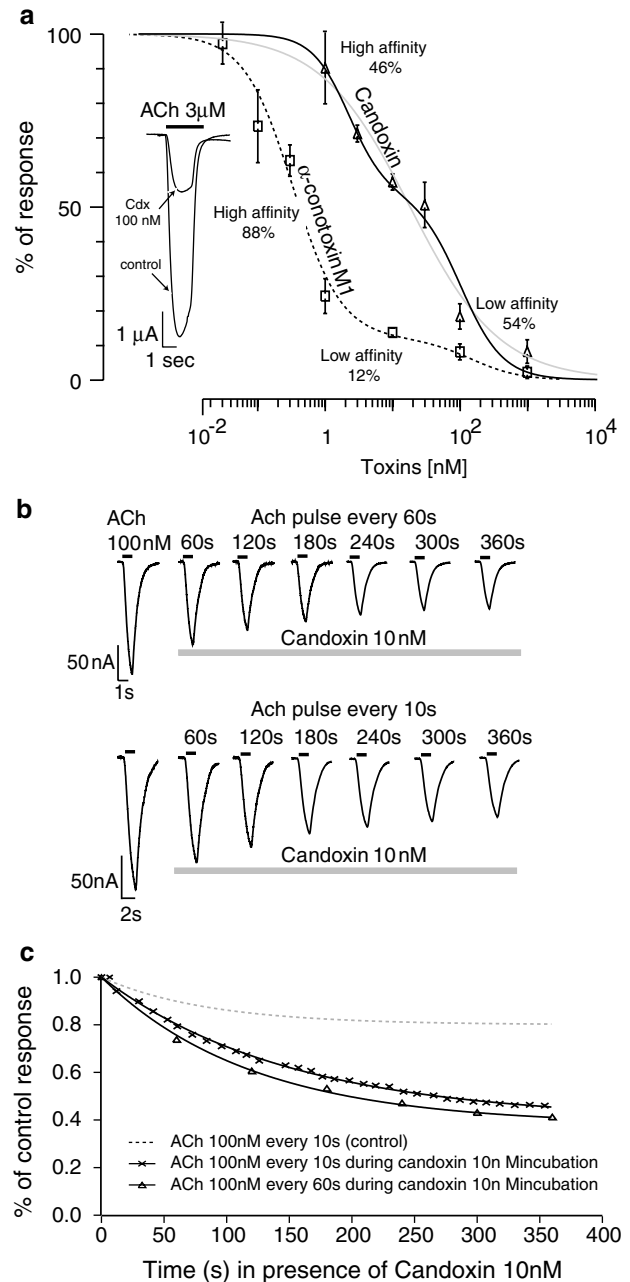 a
100
50
0
% of response
High affinity
46%
Candoxin
ACh 3μM
Cdx
100 nM
control
1 μA
1 sec
High affinity
88%
α-conotoxin M1
Low affinity
54%
Low affinity
12%
10-2
1
102
104
Toxins [nM]
b
ACh
100nM
Ach pulse every 60s
60s 120s 180s 240s 300s 360s
Candoxin 10 nM
50 nA
1s
Ach pulse every 10s
60s 120s 180s 240s 300s 360s
Candoxin 10 nM
50nA
2s
c
1.0
0.8
0.6
0.4
0.2
0.0
% of control response
ACh 100nM every 10s (control)
ACh 100nM every 10s during candoxin 10n Mincubation
ACh 100nM every 60s during candoxin 10n Mincubation
0 50 100 150 200 250 300 350 400
Time (s) in presence of Candoxin 10nM